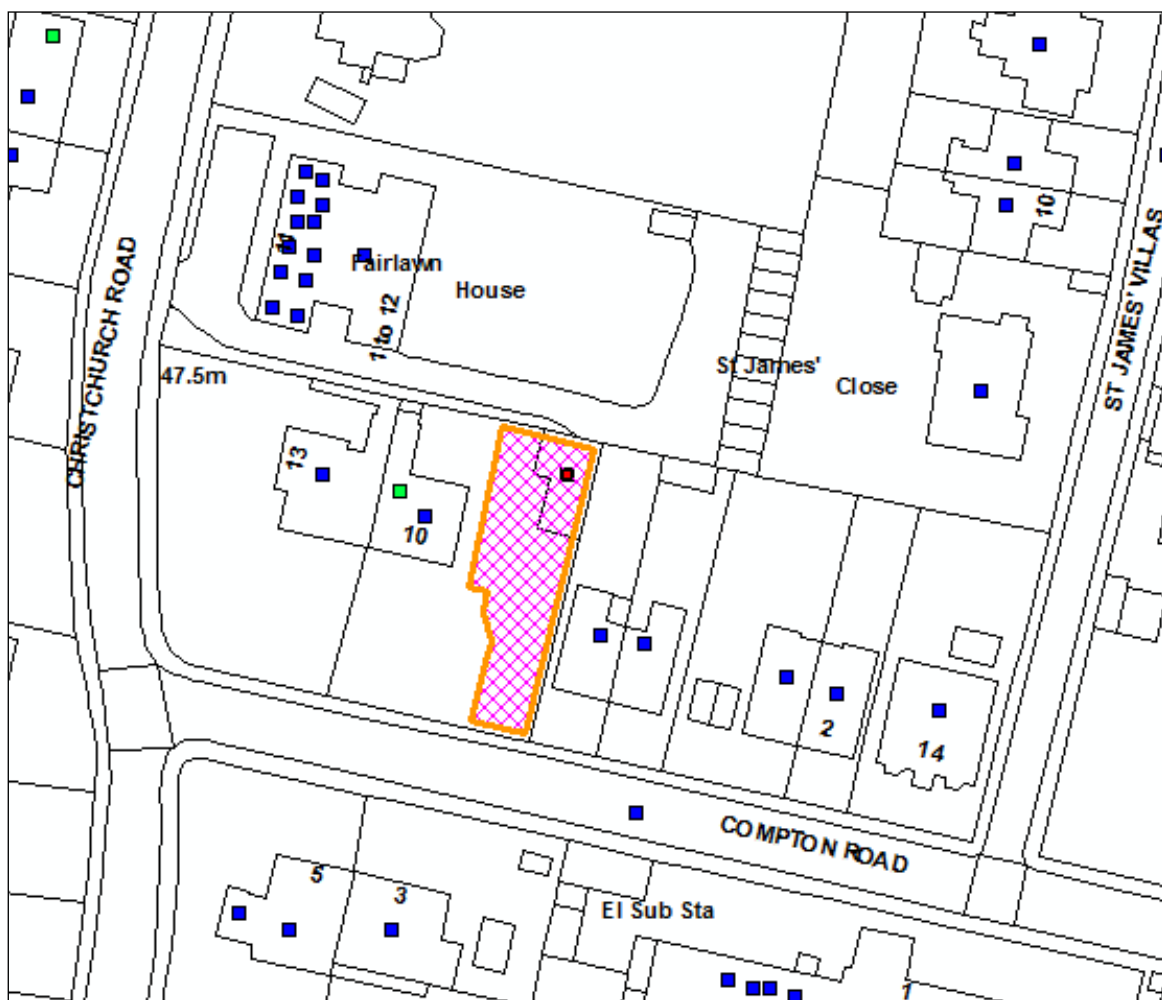 10
ST JAMES' VILLAS
CHRISTCHURCH ROAD
11
Fairlawn
House
1 to 12
St James'
Close
47.5m
13
10
2
14
COMPTON ROAD
5
3
El Sub Sta
1